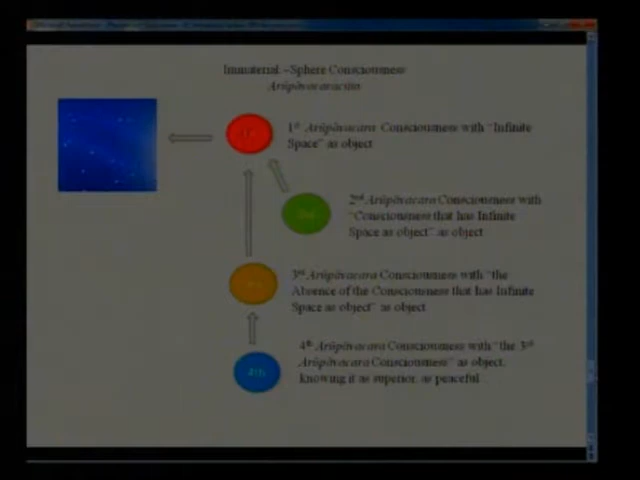 Immaterial –Sphere Consciousness
Arūpāvacaracitta
1st Arūpāvacara Consciousness with "Infinite
Space" as object
2nd Arūpāvacara Consciousness with
"Consciousness that has Infinite
Space as object" as object
3rd Arūpāvacara Consciousness with "the
Absence of the Consciousness that has Infinite
Space as object" as object
4th Arūpāvacara Consciousness with "the 3rd
Arūpāvacara Consciousness" as object,
knowing it as superior, as peaceful
4th